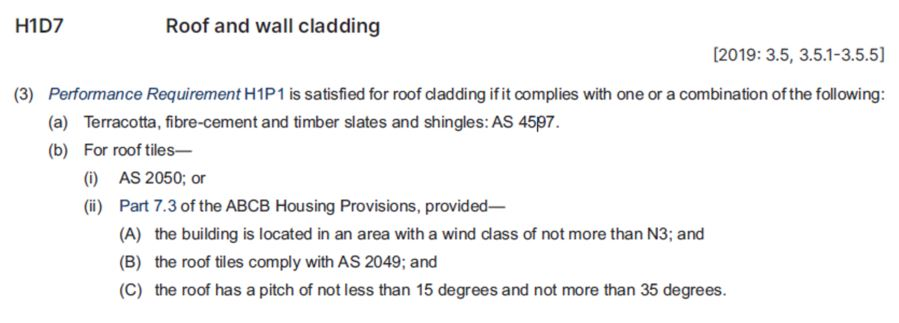 H1D7 Roof and wall cladding
[2019: 3.5, 3.5.1-3.5.5]
(3) Performance Requirement H1P1 is satisfied for roof cladding if it complies with one or a combination of the following:
(a) Terracotta, fibre-cement and timber slates and shingles: AS 4597.
(b) For roof tiles—
(i) AS 2050; or
(ii) Part 7.3 of the ABCB Housing Provisions, provided—
(A) the building is located in an area with a wind class of not more than N3; and
(B) the roof tiles comply with AS 2049; and
(C) the roof has a pitch of not less than 15 degrees and not more than 35 degrees.